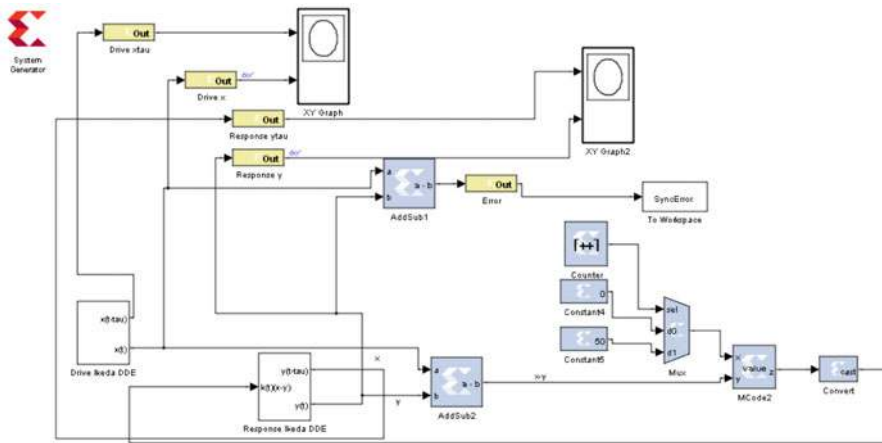 System
Generator
Out
Drive xtau
Out
Drive x
Out
Response ytau
Out
Response y
XY Graph
XY Graph2
a
b
a - b
AddSub1
Out
Error
SyncError
To Workspace
[++]
Counter
0
Constant4
50
Constant5
sel
d0
d1
Mux
x(t-tau)
x(t)
Drive Ikeda DDE
x
k(t)(x-y)
y(t-tau)
y(t)
Response Ikeda DDE
y
a
b
a - b
AddSub2
x-y
x
y
value
z
MCode2
cast
Convert